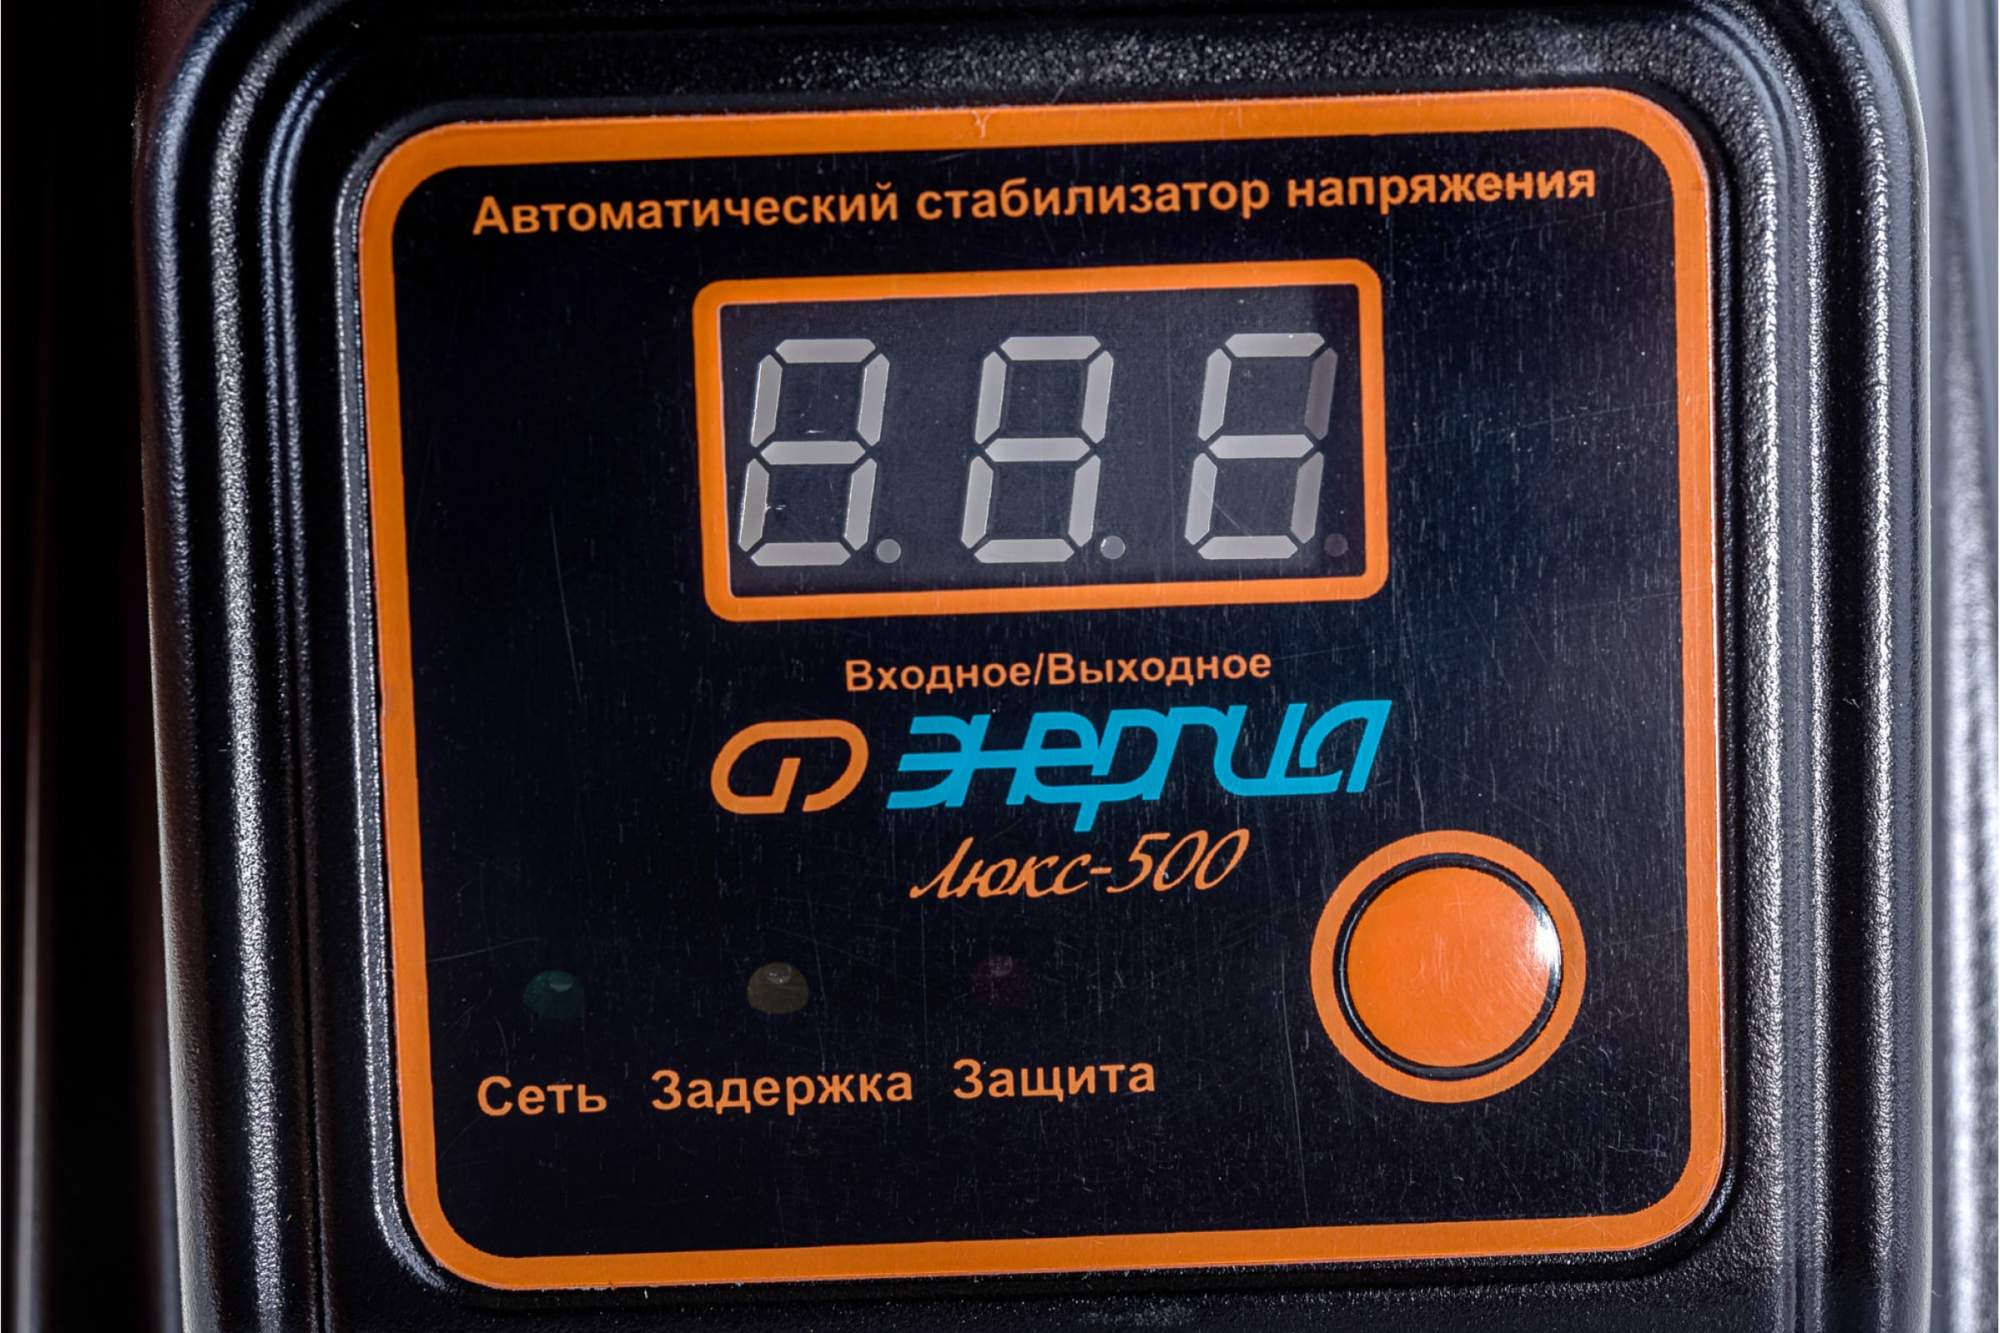 Автоматический стабилизатор напряжения
Входное/Выходное
энергия
Люкс-500
Сеть Задержка Защита